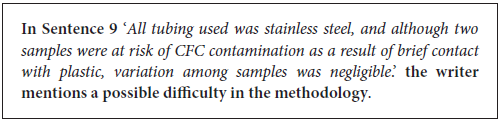 In Sentence 9 ‘All tubing used was stainless steel, and although two
samples were at risk of CFC contamination as a result of brief contact
with plastic, variation among samples was negligible.’ the writer
mentions a possible difficulty in the methodology.